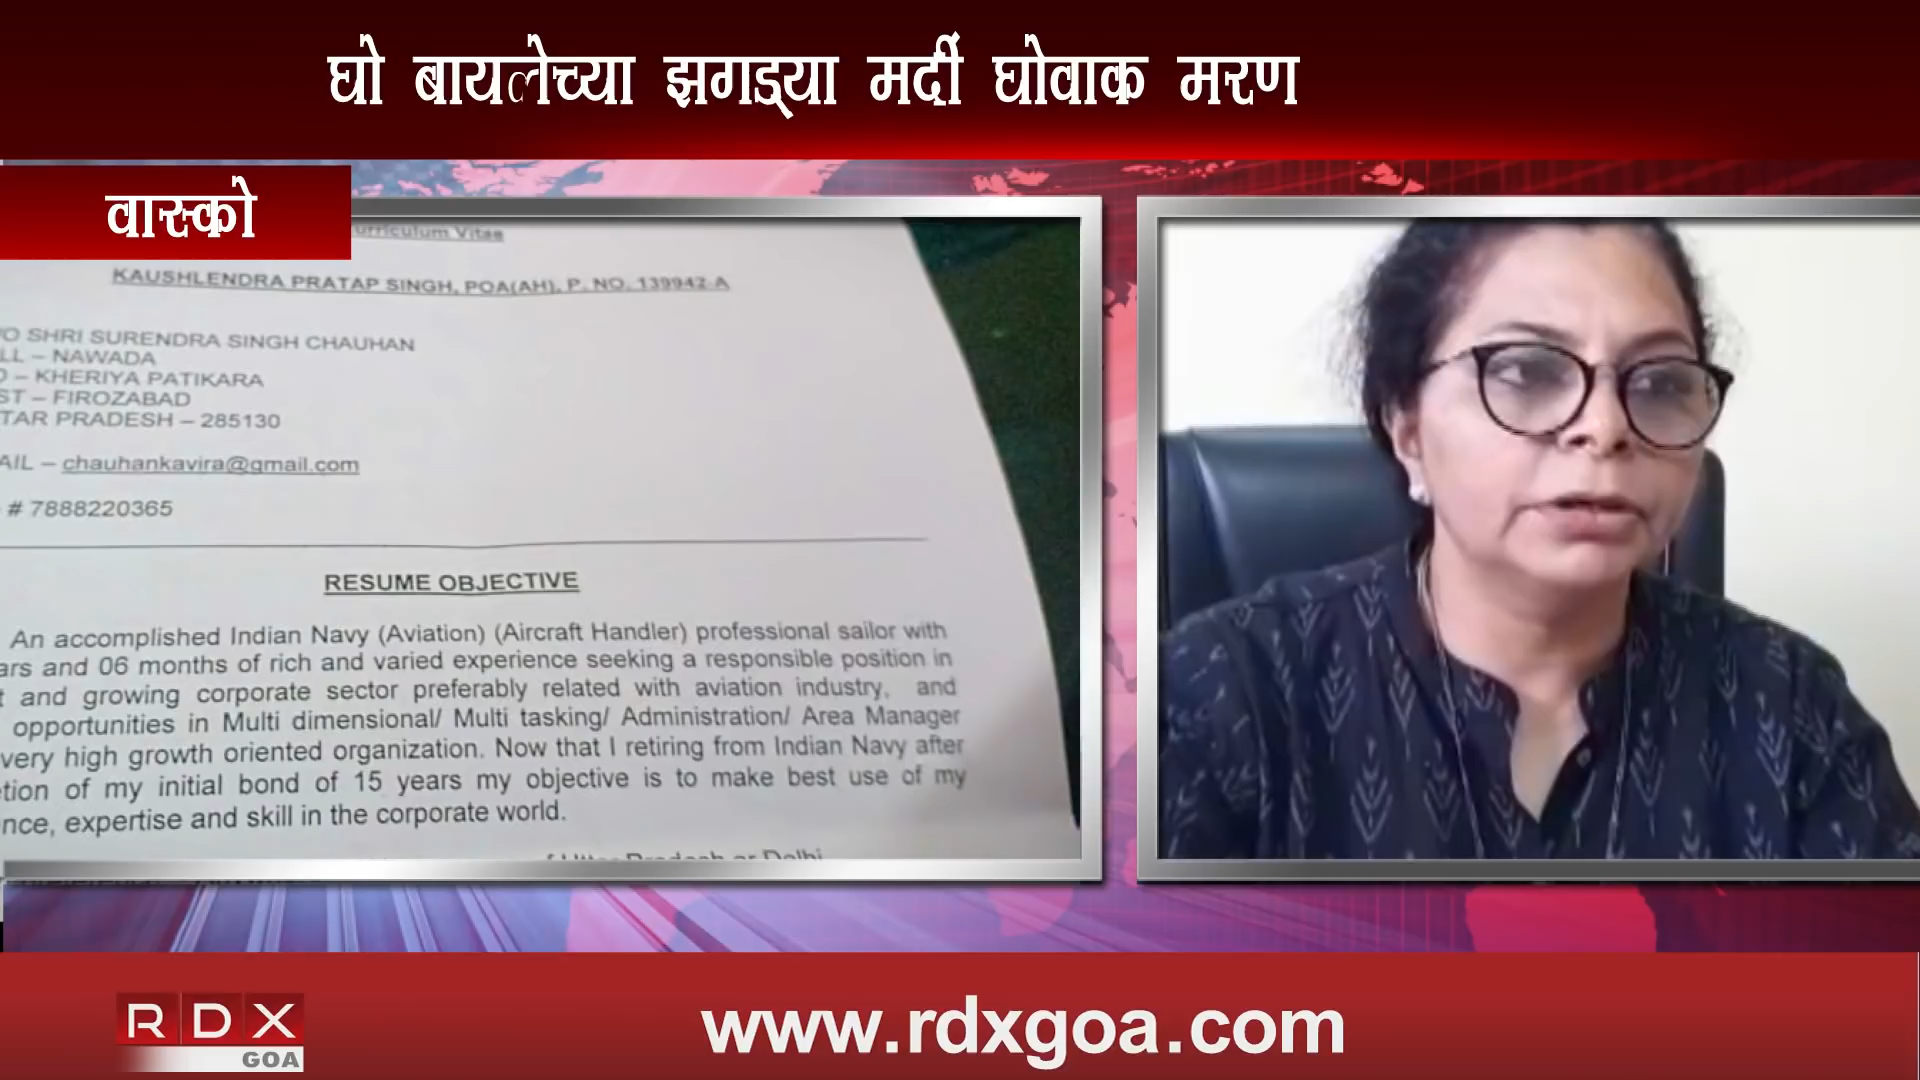 घो बायलेच्या झगड्या मर्दी घोवाक मरण
वास्को
urriculum Vitae
KAUSHLENDRA PRATAP SINGH, POA(AH), P. NO. 139942-A
O SHRI SURENDRA SINGH CHAUHAN
LL – NAWADA
O – KHERIYA PATIKARA
ST – FIROZABAD
TAR PRADESH – 285130
AIL – chauhankavira@gmail.com
# 7888220365
RESUME OBJECTIVE
An accomplished Indian Navy (Aviation) (Aircraft Handler) professional sailor with
ars and 06 months of rich and varied experience seeking a responsible position in
t and growing corporate sector preferably related with aviation industry, and
opportunities in Multi dimensional/ Multi tasking/ Administration/ Area Manager
very high growth oriented organization. Now that I retiring from Indian Navy after
tion of my initial bond of 15 years my objective is to make best use of my
nce, expertise and skill in the corporate world.
f Uttar Pradesh or Delhi
RDX
GOA
www.rdxgoa.com